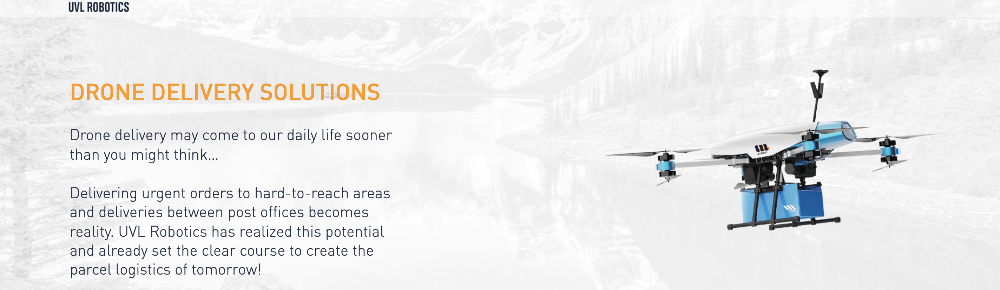 UVL ROBOTICS
DRONE DELIVERY SOLUTIONS
Drone delivery may come to our daily life sooner
than you might think...
Delivering urgent orders to hard-to-reach areas
and deliveries between post offices becomes
reality. UVL Robotics has realized this potential
and already set the clear course to create the
parcel logistics of tomorrow!